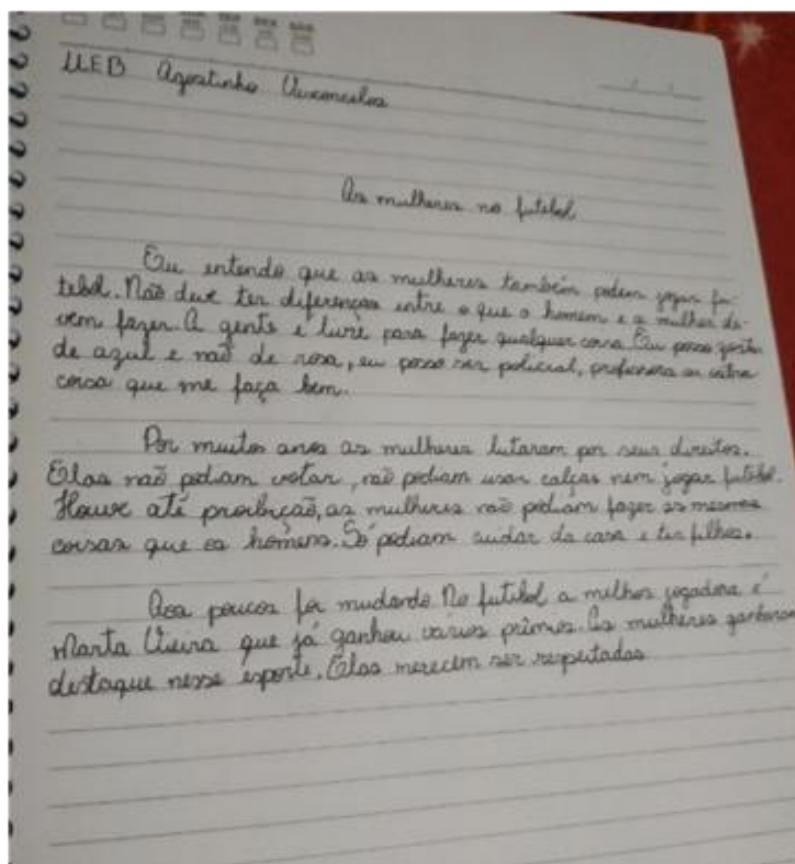 UEB Agostinho Vasconcelos
As mulheres no futebol
Eu entendo que as mulheres também podem jogar fu-
tebol. Não deve ter diferenças entre o que o homem e a mulher de-
vem fazer. A gente é livre para fazer qualquer coisa. Eu posso gostar
de azul e não de rosa, eu posso ser policial, professora ou outra
coisa que me faça bem.
Por muitos anos as mulheres lutaram por seus direitos.
Elas não podiam votar, não podiam usar calças nem jogar futebol.
Houve até proibição, as mulheres não podiam fazer as mesmas
coisas que os homens. Só podiam cuidar da casa e ter filhos.
Aos poucos foi mudando. No futebol a melhor jogadora é
Marta Vieira que já ganhou varios prêmios. As mulheres ganharam
destaque nesse esporte. Elas merecem ser respeitadas